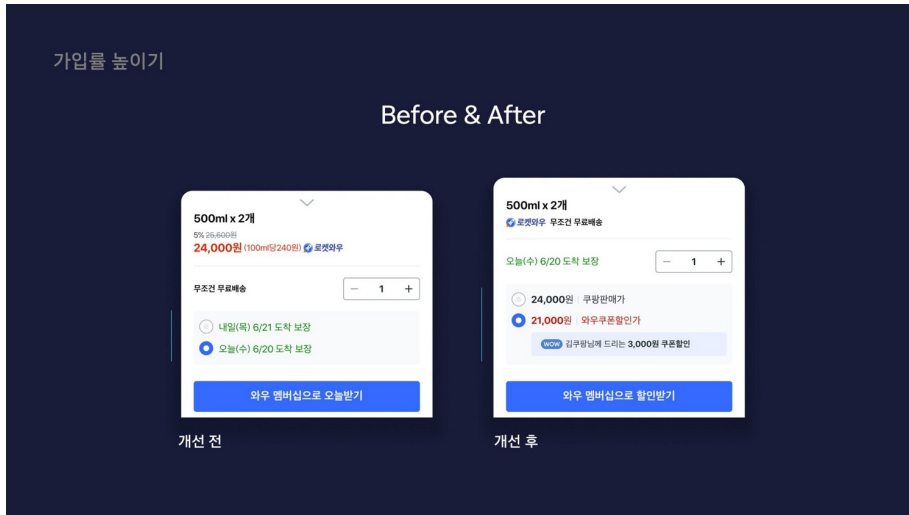 가입률 높이기
Before & After
500ml x 2개
5% 25,600원
24,000원 (100ml당240원) 로켓와우
무조건 무료배송
− 1 +
내일(목) 6/21 도착 보장
오늘(수) 6/20 도착 보장
와우 멤버십으로 오늘받기
개선 전
500ml x 2개
로켓와우 무조건 무료배송
오늘(수) 6/20 도착 보장
− 1 +
24,000원 | 쿠팡판매가
21,000원 | 와우쿠폰할인가
WOW 김쿠팡님께 드리는 3,000원 쿠폰할인
와우 멤버십으로 할인받기
개선 후